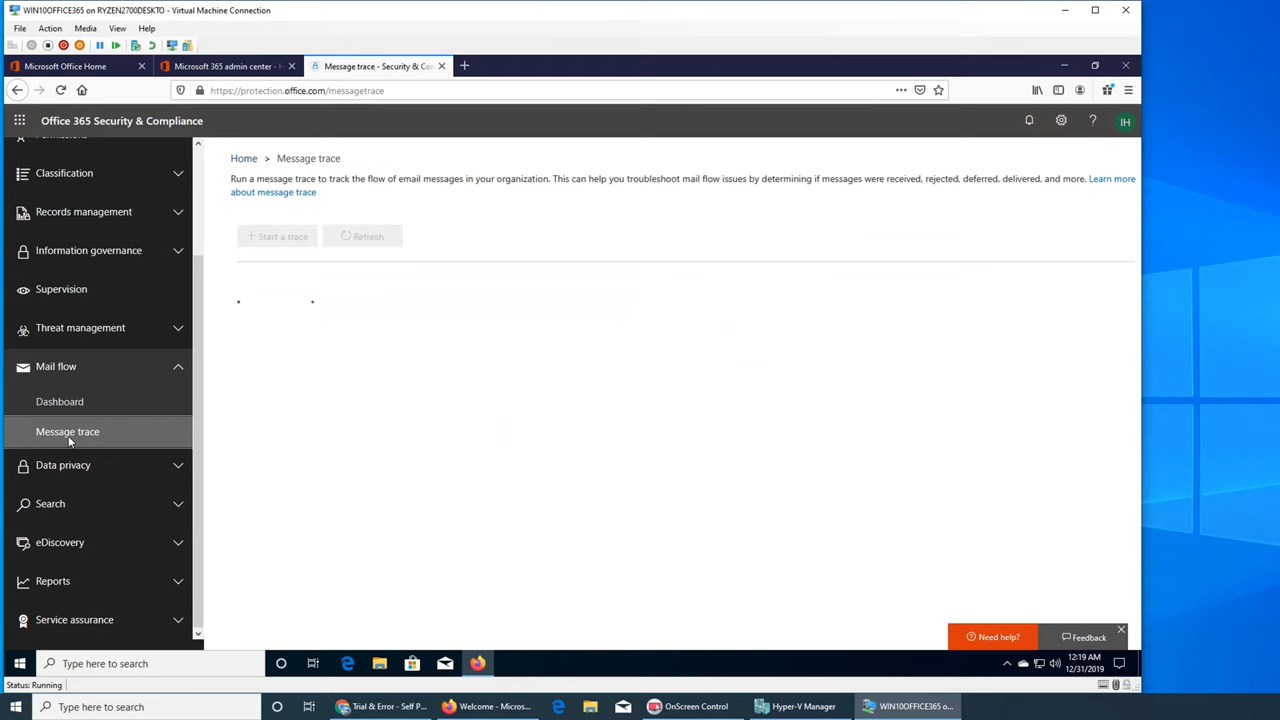 WIN10OFFICE365 on RYZEN2700DESKTO - Virtual Machine Connection
File Action Media View Help
Microsoft Office Home
Microsoft 365 admin center - H
Message trace - Security & Co
https://protection.office.com/messagetrace
Office 365 Security & Compliance
IH
Permissions
Classification
Records management
Information governance
Supervision
Threat management
Mail flow
Dashboard
Message trace
Data privacy
Search
eDiscovery
Reports
Service assurance
Home > Message trace
Run a message trace to track the flow of email messages in your organization. This can help you troubleshoot mail flow issues by determining if messages were received, rejected, deferred, delivered, and more. Learn more
about message trace
+ Start a trace
Refresh
Need help?
Feedback
Type here to search
12:19 AM
12/31/2019
Status: Running
Type here to search
Trial & Error - Self P...
Welcome - Micros...
OnScreen Control
Hyper-V Manager
WIN10OFFICE365 o...